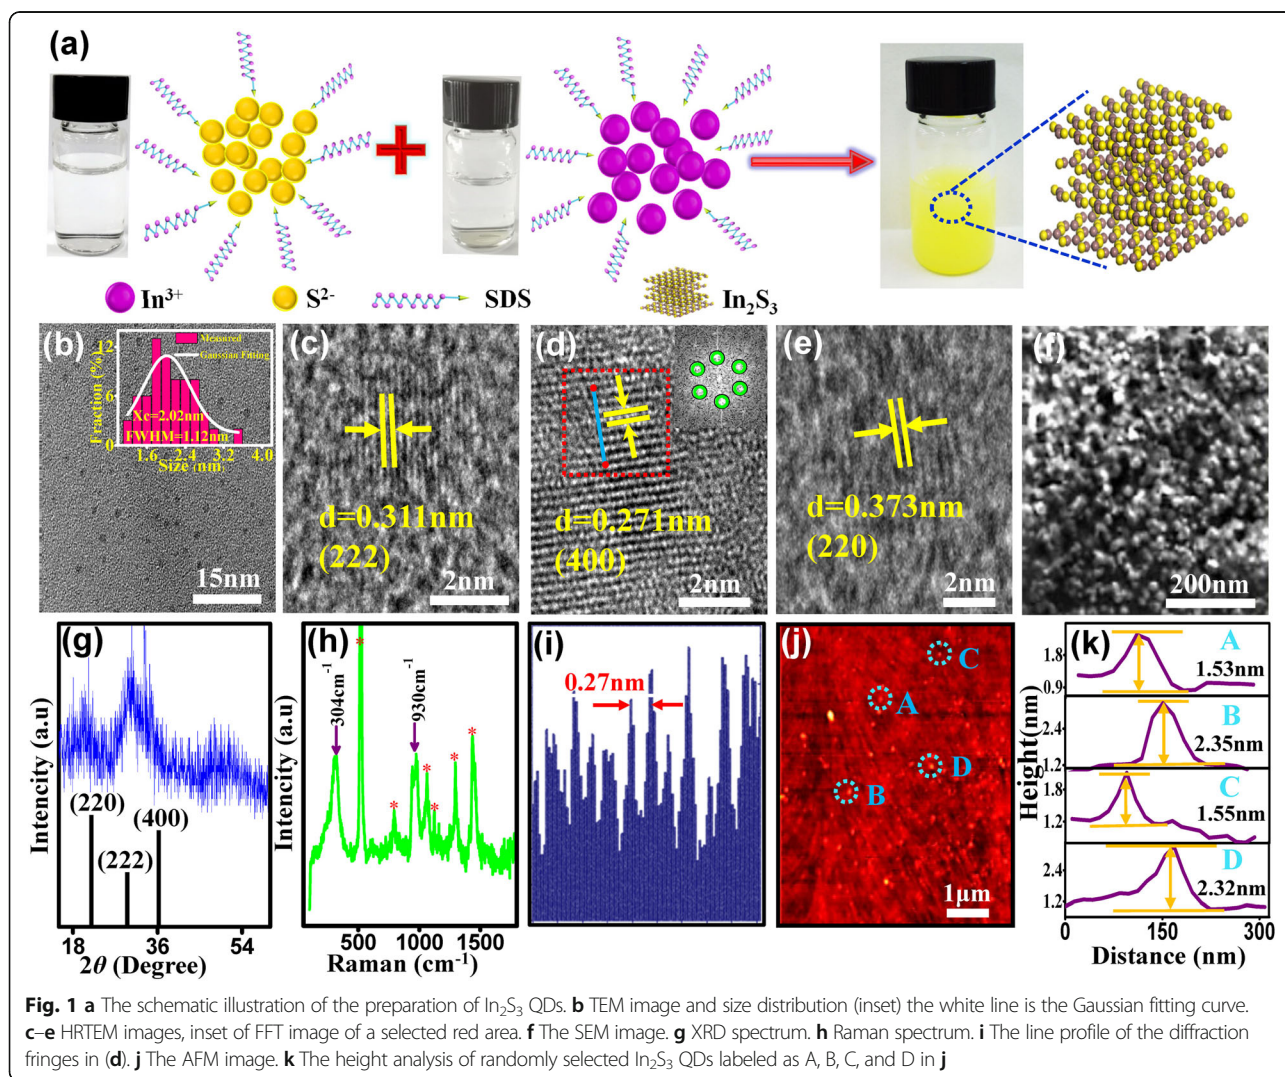 (a)
In³⁺ S²⁻ SDS In₂S₃
(b)
Measured
Gaussian Fitting
Fraction (%)
12
6
0
Xc=2.02nm
FWHM=1.12nm
1.6 2.4 3.2 4.0
Size (nm)
15nm
(c)
d=0.311nm
(222)
2nm
(d)
d=0.271nm
(400)
2nm
(e)
d=0.373nm
(220)
2nm
(f)
200nm
(g)
Intencity (a.u)
(220)
(222)
(400)
18 36 54
2θ (Degree)
(h)
Intencity (a.u)
304cm⁻¹
930cm⁻¹
* * * * * *
500 1000 1500
Raman (cm⁻¹)
(i)
0.27nm
(j)
C
A
D
B
1μm
(k)
Height(nm)
A
1.53nm
1.8
0.9
B
2.35nm
2.4
1.2
C
1.55nm
1.8
1.2
D
2.32nm
2.4
1.2
0 150 300
Distance (nm)
Fig. 1 a The schematic illustration of the preparation of In₂S₃ QDs. b TEM image and size distribution (inset) the white line is the Gaussian fitting curve.
c–e HRTEM images, inset of FFT image of a selected red area. f The SEM image. g XRD spectrum. h Raman spectrum. i The line profile of the diffraction
fringes in (d). j The AFM image. k The height analysis of randomly selected In₂S₃ QDs labeled as A, B, C, and D in j